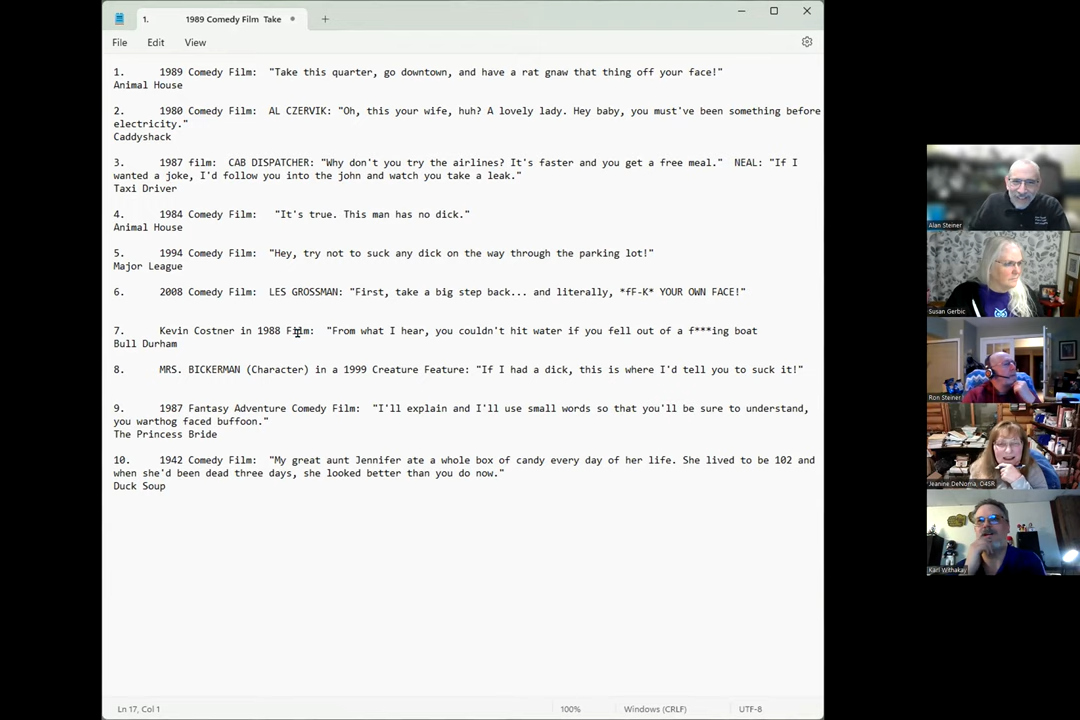 1. 1989 Comedy Film Take
File Edit View
1. 1989 Comedy Film: "Take this quarter, go downtown, and have a rat gnaw that thing off your face!"
Animal House
2. 1980 Comedy Film: AL CZERVIK: "Oh, this your wife, huh? A lovely lady. Hey baby, you must've been something before
electricity."
Caddyshack
3. 1987 film: CAB DISPATCHER: "Why don't you try the airlines? It's faster and you get a free meal." NEAL: "If I
wanted a joke, I'd follow you into the john and watch you take a leak."
Taxi Driver
4. 1984 Comedy Film: "It's true. This man has no dick."
Animal House
5. 1994 Comedy Film: "Hey, try not to suck any dick on the way through the parking lot!"
Major League
6. 2008 Comedy Film: LES GROSSMAN: "First, take a big step back... and literally, *fF-K* YOUR OWN FACE!"
7. Kevin Costner in 1988 Film: "From what I hear, you couldn't hit water if you fell out of a f***ing boat
Bull Durham
8. MRS. BICKERMAN (Character) in a 1999 Creature Feature: "If I had a dick, this is where I'd tell you to suck it!"
9. 1987 Fantasy Adventure Comedy Film: "I'll explain and I'll use small words so that you'll be sure to understand,
you warthog faced buffoon."
The Princess Bride
10. 1942 Comedy Film: "My great aunt Jennifer ate a whole box of candy every day of her life. She lived to be 102 and
when she'd been dead three days, she looked better than you do now."
Duck Soup
Ln 17, Col 1 100% Windows (CRLF) UTF-8
Alan Steiner
Susan Gerbic
Ron Steiner
Jeanine DeNoma, O4SR
Karl Withakay